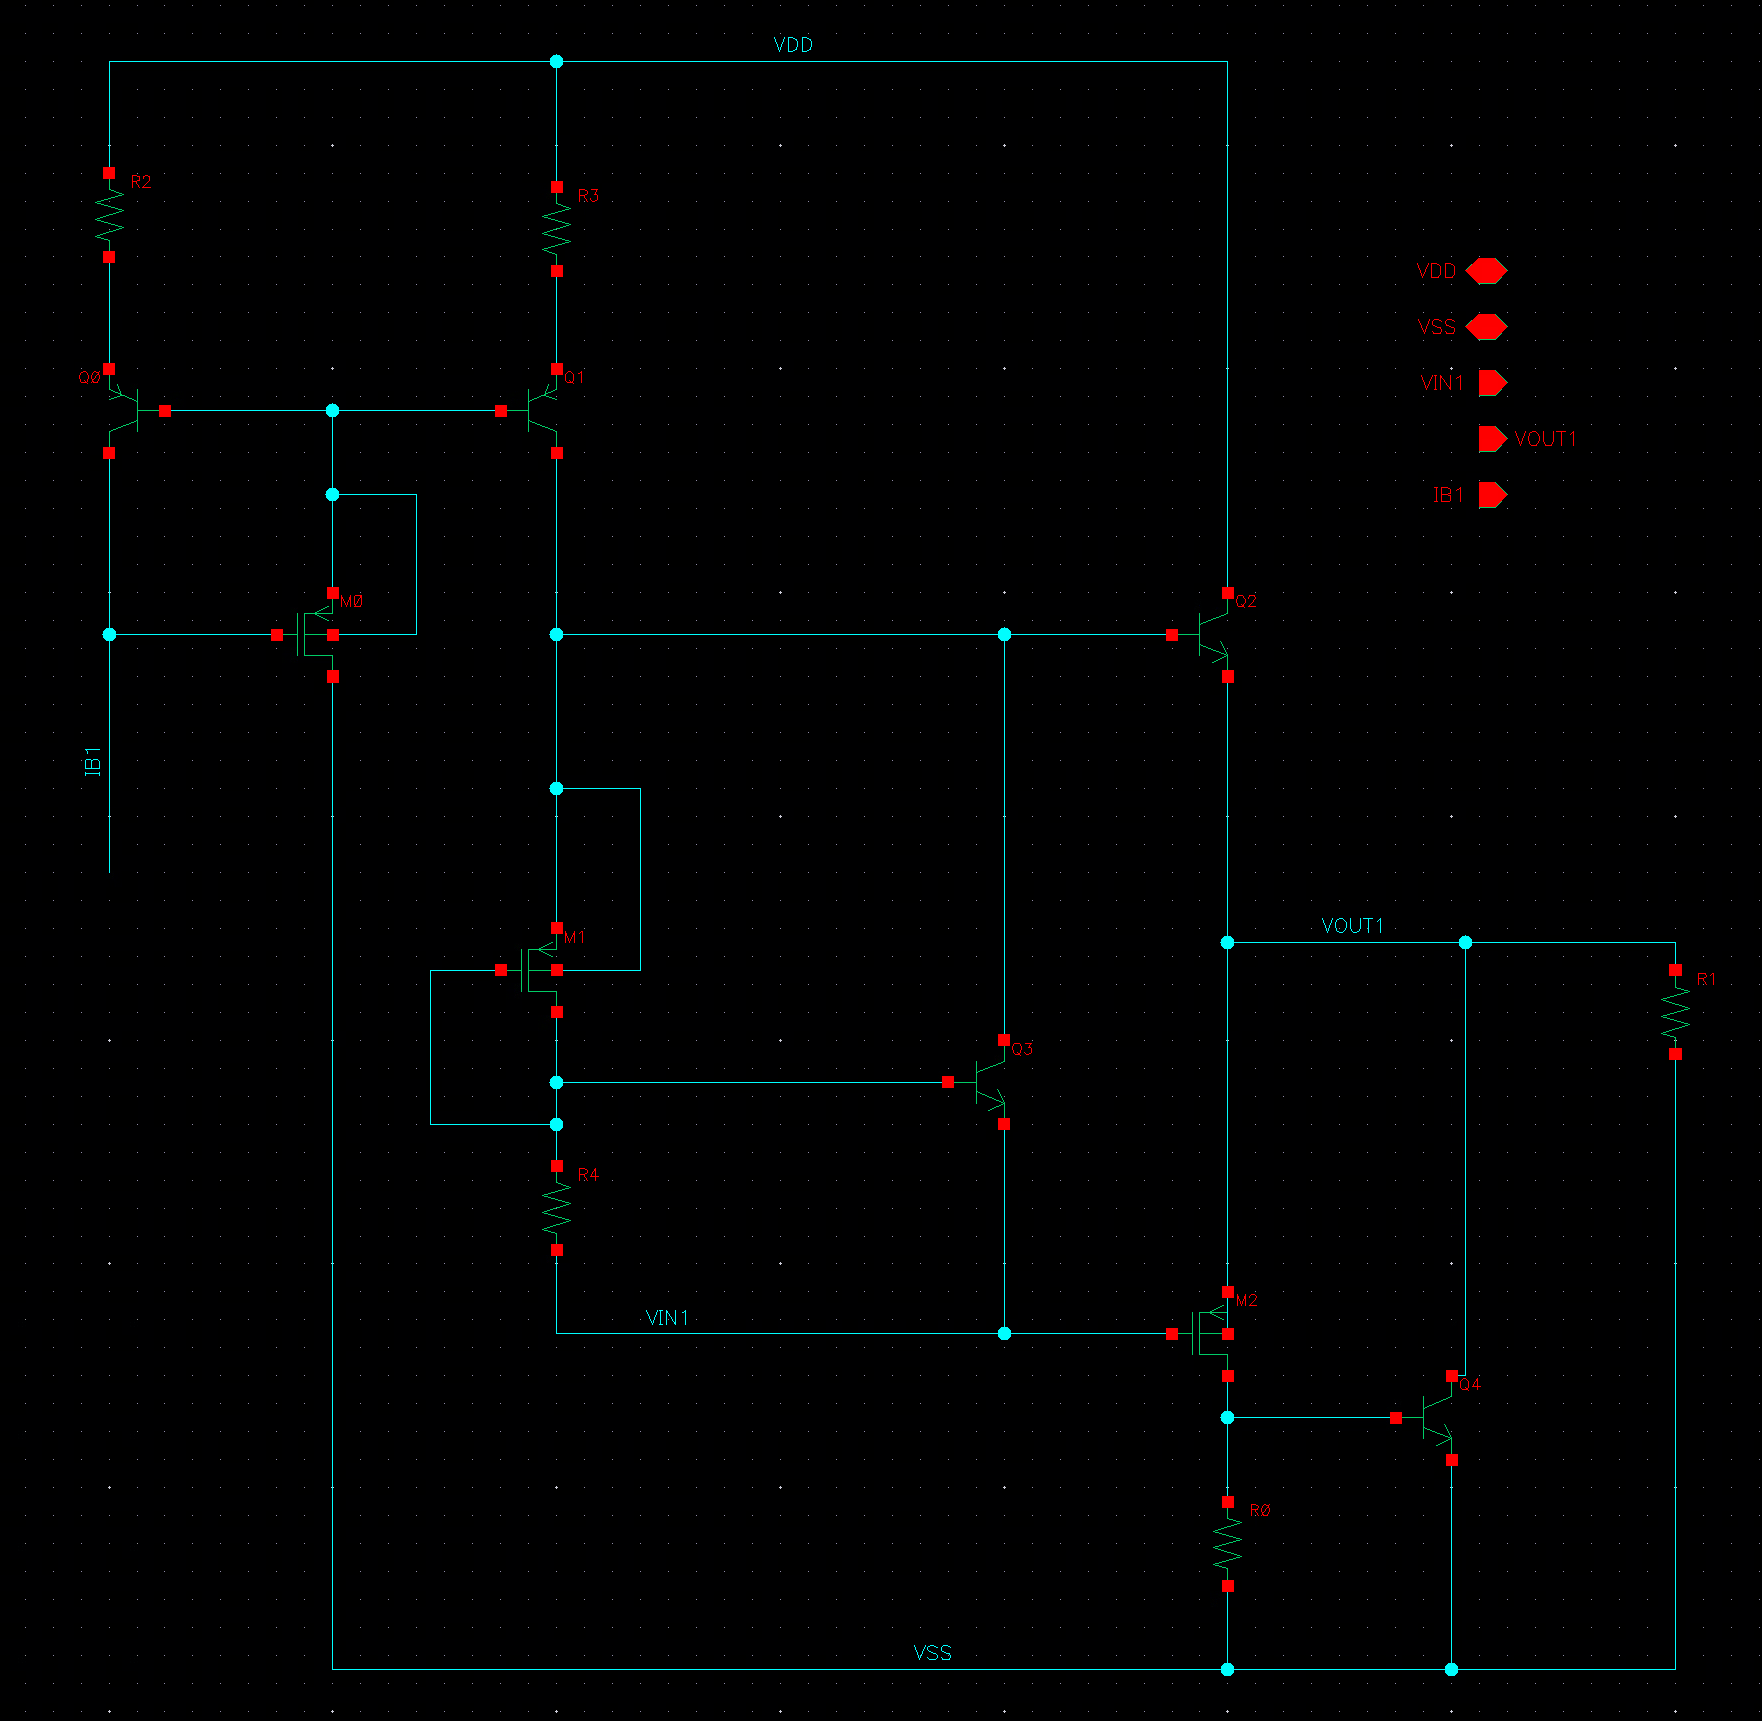 VDD
R2
R3
VDD
VSS
Q0
Q1
VIN1
VOUT1
IB1
M0
Q2
IB1
VOUT1
M1
R1
Q3
R4
M2
VIN1
Q4
R0
VSS